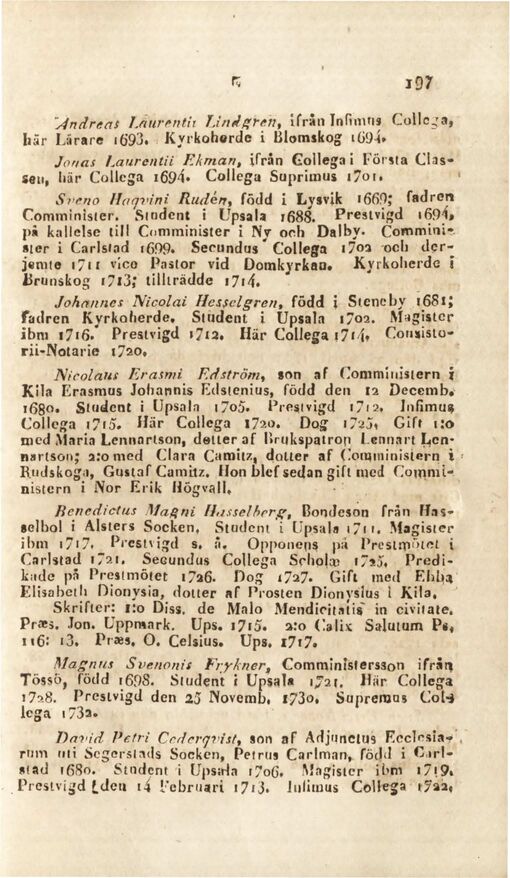 197
Andreas Laurentii Lindgren, ifrån Infimus Collega,
här Lärare 1693. Kyrkoherde i Blomskog 1694.
Jonas Laurentii Ekman, ifrån Collega i Första Clas-
sen, här Collega 1694. Collega Suprimus 1701.
Sveno Haqvini Rudén, född i Lysvik 1669; fadren
Comminister. Student i Upsala 1688. Prestvigd 1694,
på kallelse till Comminister i Ny och Dalby. Commini-
ster i Carlstad 1699. Secundus Collega 1702 och der-
jemte 1711 vice Pastor vid Domkyrkan. Kyrkoherde i
Brunskog 1713; tillträdde 1714.
Johannes Nicolai Hesselgren, född i Steneby 1681;
fadren Kyrkoherde. Student i Upsala 1702. Magister
ibm 1716. Prestvigd 1712. Här Collega 1714. Consisto-
rii-Notarie 1720.
Nicolaus Erasmi Edström, son af Comministern i
Kila Erasmus Johannis Edstenius, född den 12 Decemb.
1680. Student i Upsala 1705. Prestvigd 1712. Infimus
Collega 1715. Här Collega 1720. Dog 1725. Gift 1:o
med Maria Lennartson, dotter af Brukspatron Lennart Len-
nartson; 2:o med Clara Camitz, dotter af Comministern i
Rudskoga, Gustaf Camitz. Hon blef sedan gift med Commi-
nistern i Nor Erik Högvall.
Benedictus Magni Hasselberg, Bondeson från Has-
selbol i Alsters Socken. Student i Upsala 1711. Magister
ibm 1717. Prestvigd s. å. Opponens på Prestmötet i
Carlstad 1721. Secundus Collega Scholæ 1725. Predi-
kade på Prestmötet 1726. Dog 1727. Gift med Ebba
Elisabeth Dionysia, dotter af Prosten Dionysius i Kila.
Skrifter: 1:o Diss. de Malo Mendicitatis in civitate.
Præs. Jon. Uppmark. Ups. 1715. 2:o Calix Salutum Ps.
116: 13. Præs. O. Celsius. Ups. 1717.
Magnus Svenonis Frykner, Comministersson ifrån
Tössö, född 1698. Student i Upsala 1721. Här Collega
1728. Prestvigd den 25 Novemb. 1730. Supremus Col-
lega 1732.
David Petri Cederqvist, son af Adjunctus Ecclesia-
rum uti Segerstads Socken, Petrus Carlman, född i Carl-
stad 1680. Student i Upsala 1706. Magister ibm 1719.
Prestvigd den 14 Februari 1713. Infimus Collega 1722,